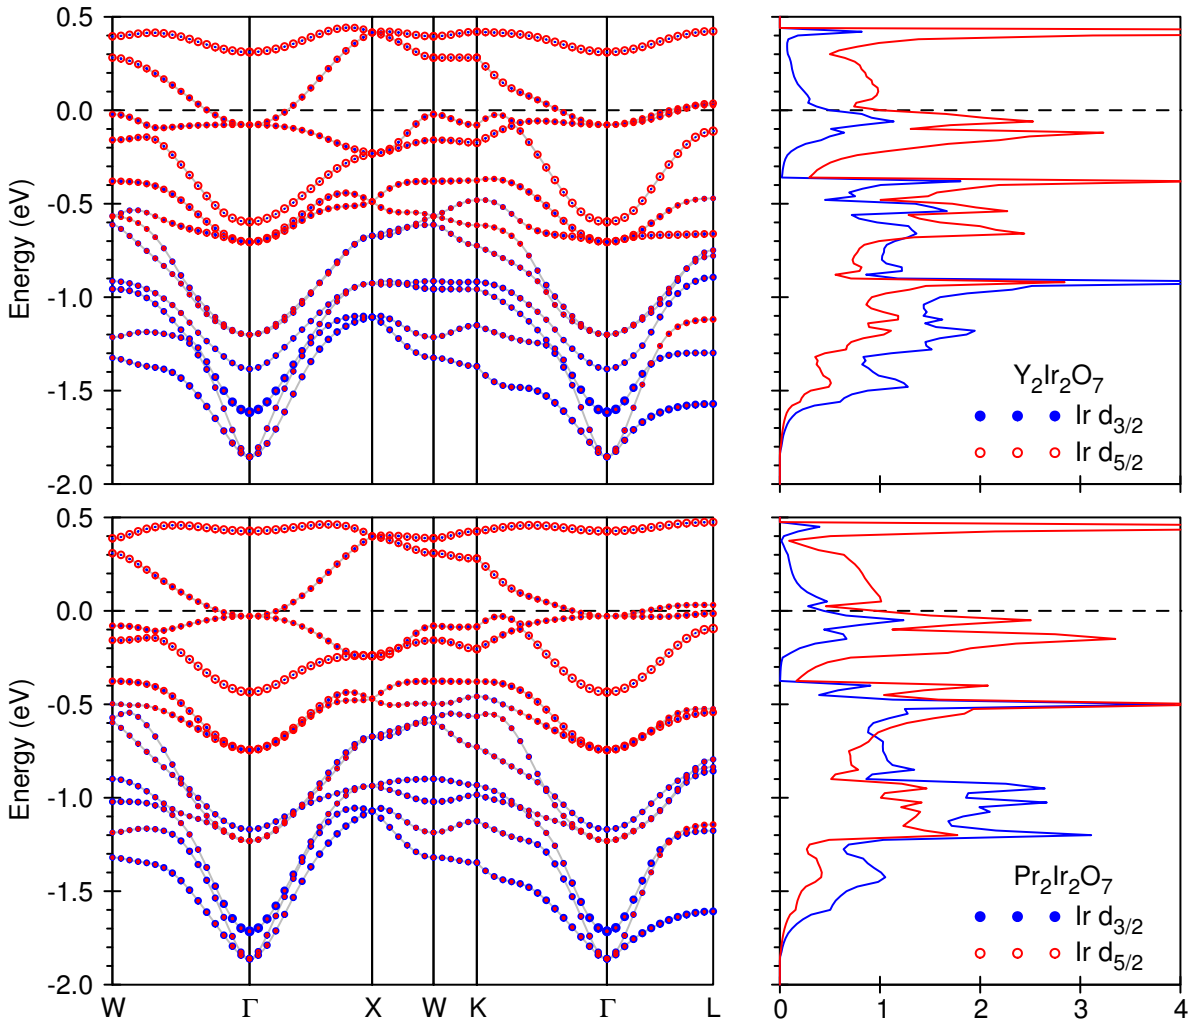 0.5
0.0
-0.5
-1.0
-1.5
-2.0
Energy (eV)
Y2Ir2O7
Ir d3/2
Ir d5/2
0.5
0.0
-0.5
-1.0
-1.5
-2.0
Energy (eV)
W Γ X W K Γ L
Pr2Ir2O7
Ir d3/2
Ir d5/2
0 1 2 3 4